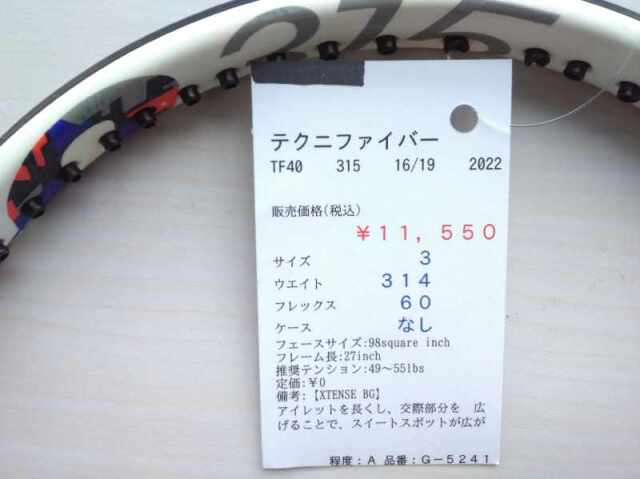 315
テクニファイバー
TF40 315 16/19 2022
販売価格(税込)
¥11,550
サイズ 3
ウエイト 314
フレックス 60
ケース なし
フェースサイズ:98square inch
フレーム長:27inch
推奨テンション:49～55lbs
定価:¥0
備考:【XTENSE BG】
アイレットを長くし、交際部分を 広
げることで、スイートスポットが広が
程度:A 品番:G-5241